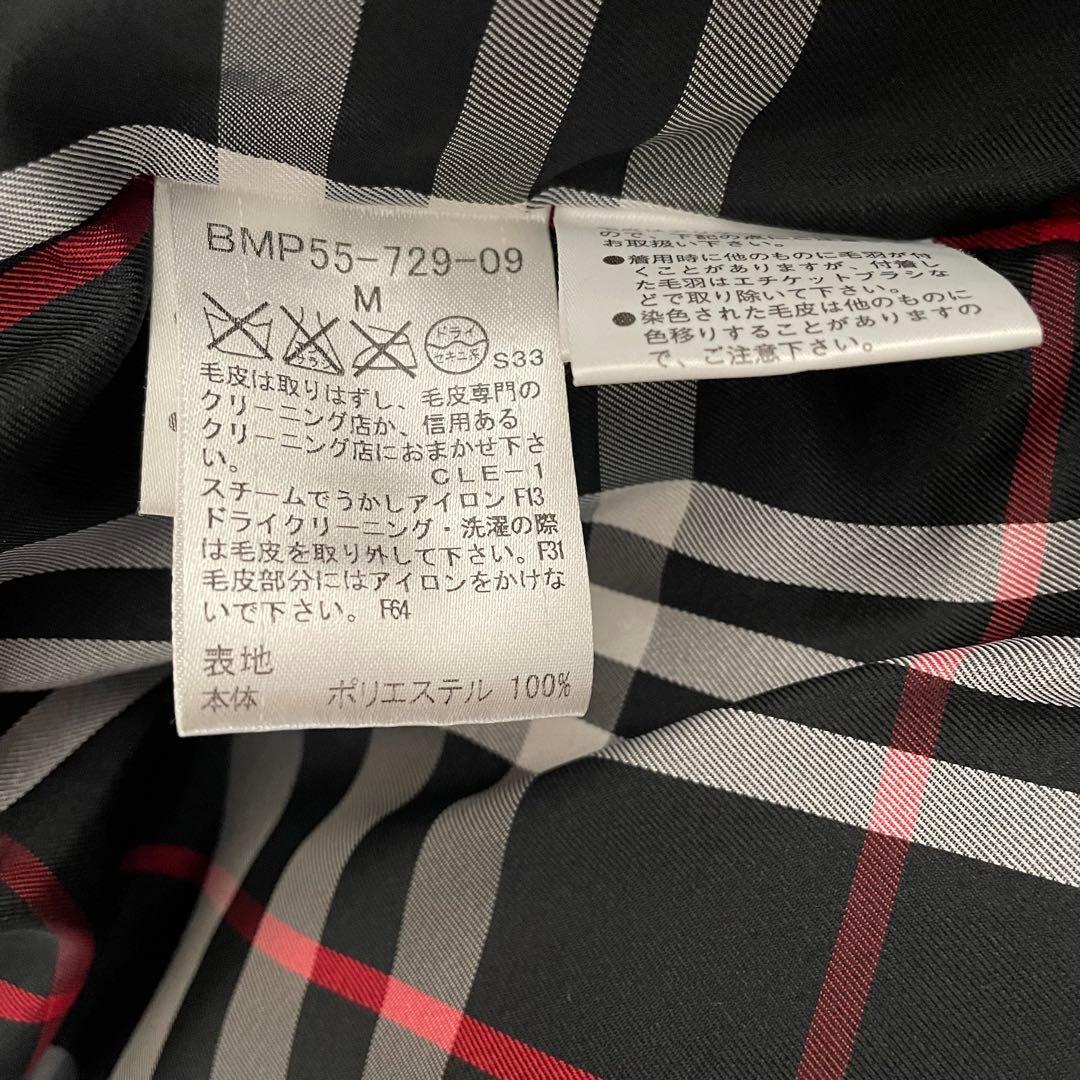 BMP55-729-09
M
エンソ
サラシ
ドライ
セキユ系
S33
毛皮は取りはずし、毛皮専門の
クリーニング店か、信用ある
クリーニング店におまかせ下さ
い。 CLE-1
スチームでうかしアイロン F13
ドライクリーニング・洗濯の際
は毛皮を取り外して下さい。F31
毛皮部分にはアイロンをかけな
いで下さい。 F64
表地
本体 ポリエステル 100%
お取扱い下さい。
●着用時に他のものに毛羽が付
くことがありますが、付着し
た毛羽はエチケットブラシな
どで取り除いて下さい。
●染色された毛皮は他のものに
色移りすることがありますの
で、ご注意下さい。